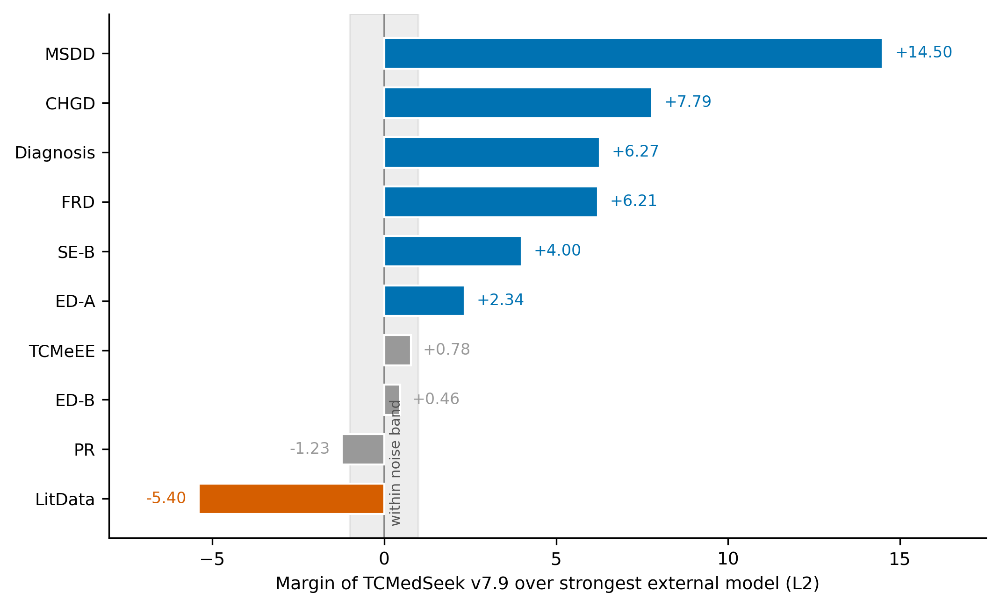 MSDD +14.50
CHGD +7.79
Diagnosis +6.27
FRD +6.21
SE-B +4.00
ED-A +2.34
TCMeEE +0.78
ED-B +0.46
PR -1.23
LitData -5.40
within noise band
−5 0 5 10 15
Margin of TCMedSeek v7.9 over strongest external model (L2)